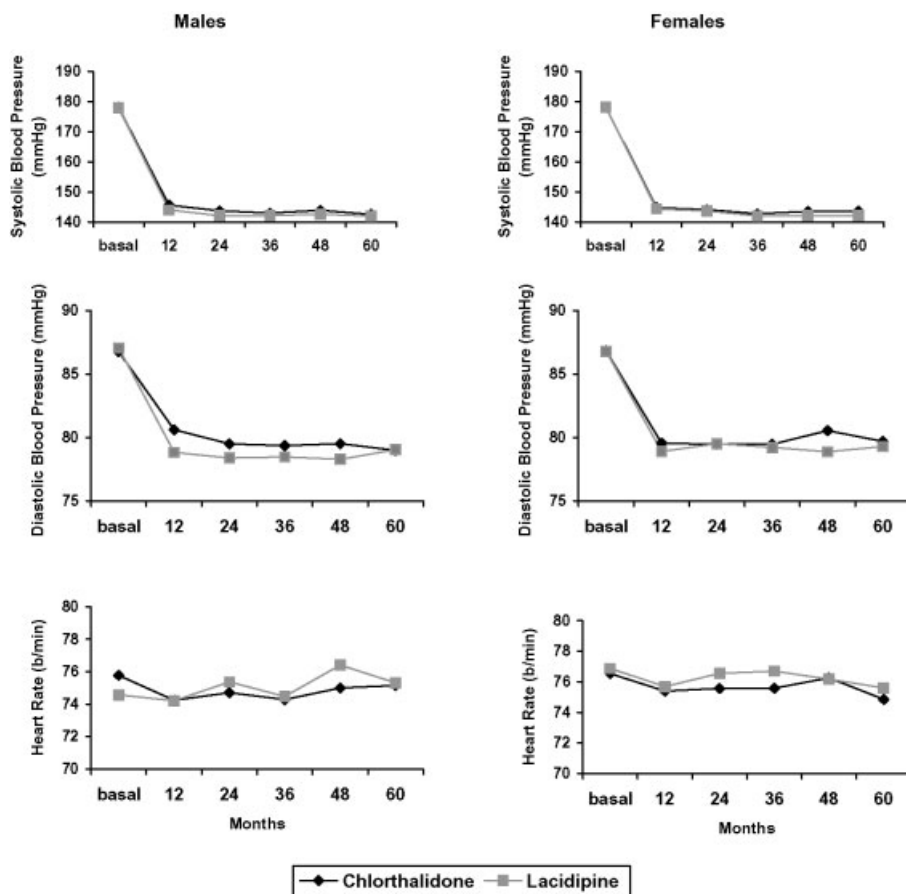 Males
Females
Systolic Blood Pressure
(mmHg)
190
180
170
160
150
140
basal 12 24 36 48 60
Systolic Blood Pressure
(mmHg)
190
180
170
160
150
140
basal 12 24 36 48 60
Diastolic Blood Pressure (mmHg)
90
85
80
75
basal 12 24 36 48 60
Diastolic Blood Pressure (mmHg)
90
85
80
75
basal 12 24 36 48 60
Heart Rate (b/min)
80
78
76
74
72
70
basal 12 24 36 48 60
Months
Heart Rate (b/min)
80
78
76
74
72
70
basal 12 24 36 48 60
Months
Chlorthalidone Lacidipine